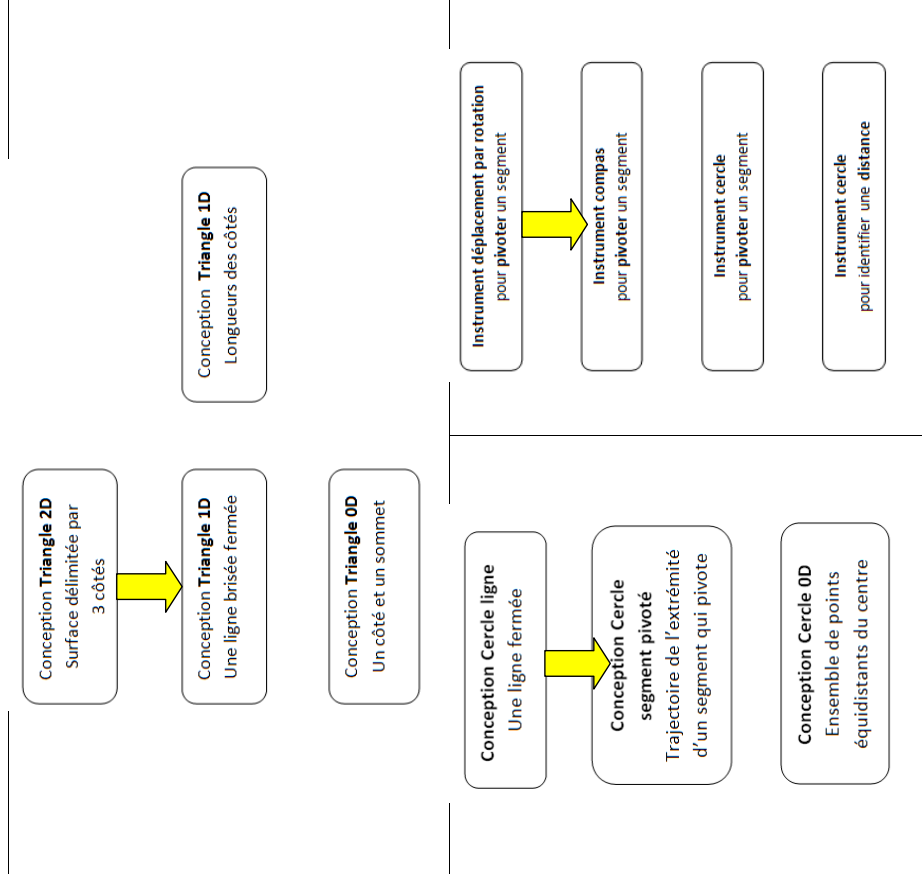 Conception Triangle 2D
Surface délimitée par
3 côtés
Conception Triangle 1D
Une ligne brisée fermée
Conception Triangle 0D
Un côté et un sommet
Conception Triangle 1D
Longueurs des côtés
Conception Cercle ligne
Une ligne fermée
Conception Cercle
segment pivoté
Trajectoire de l'extrémité
d'un segment qui pivote
Conception Cercle 0D
Ensemble de points
équidistants du centre
Instrument déplacement par rotation
pour pivoter un segment
Instrument compas
pour pivoter un segment
Instrument cercle
pour pivoter un segment
Instrument cercle
pour identifier une distance